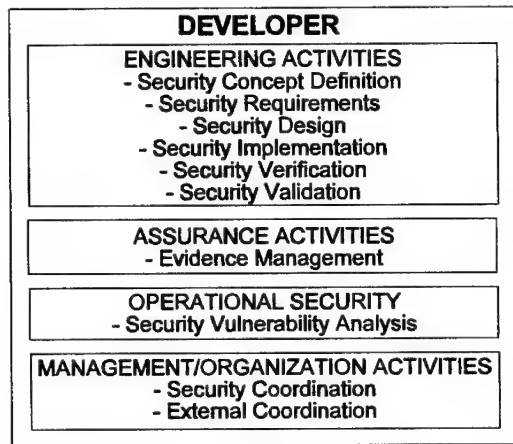 DEVELOPER
ENGINEERING ACTIVITIES
- Security Concept Definition
- Security Requirements
- Security Design
- Security Implementation
- Security Verification
- Security Validation
ASSURANCE ACTIVITIES
- Evidence Management
OPERATIONAL SECURITY
- Security Vulnerability Analysis
MANAGEMENT/ORGANIZATION ACTIVITIES
- Security Coordination
- External Coordination